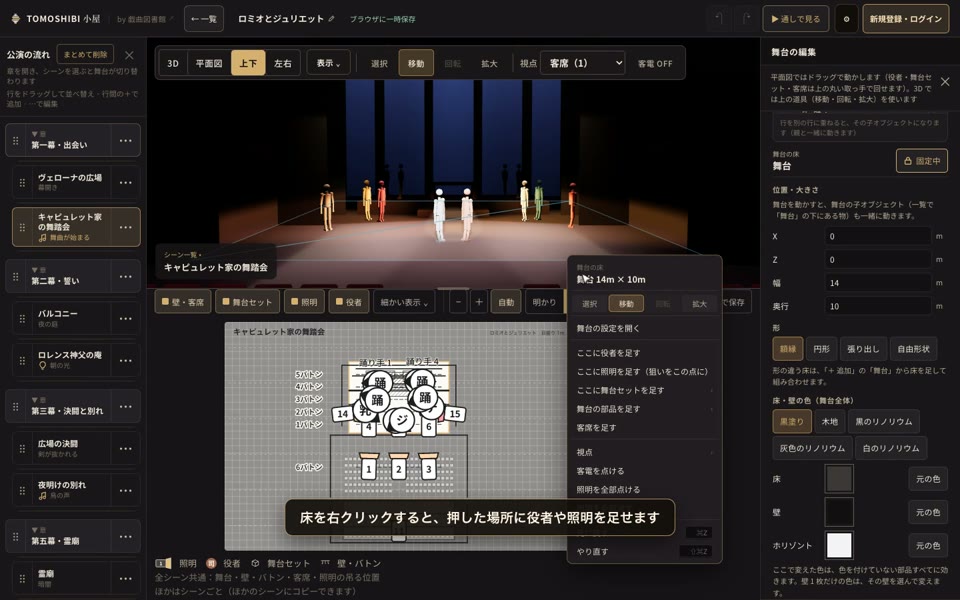 TOMOSHIBI 小屋
by 戯曲図書館
← 一覧
ロミオとジュリエット
ブラウザに一時保存
▶ 通しで見る
新規登録・ログイン
公演の流れ
まとめて削除
章を開き、シーンを選ぶと舞台が切り替わります
行をドラッグして並べ替え・行間の＋で追加・…で編集
▼ 章
第一幕・出会い
ヴェローナの広場
幕開き
キャピュレット家の舞踏会
舞曲が始まる
▼ 章
第二幕・誓い
バルコニー
夜の庭
ロレンス神父の庵
朝の光
▼ 章
第三幕・決闘と別れ
広場の決闘
剣が抜かれる
夜明けの別れ
鳥の声
▼ 章
第五幕・霊廟
霊廟
暗闇
3D
平面図
上下
左右
表示
選択
移動
回転
拡大
視点
客席（1）
客電 OFF
シーン一覧
キャピュレット家の舞踏会
壁・客席
舞台セット
照明
役者
細かい表示
−
＋
自動
明かり
で保存
キャピュレット家の舞踏会
踊り手1
踊り手4
5バトン
4バトン
3バトン
2バトン
1バトン
6バトン
踊
踊
踊
踊
乳
ジ
14
15
4
6
1
2
3
照明
役者
舞台セット
壁・バトン
全シーン共通：舞台・壁・バトン・客席・照明の吊る位置
ほかはシーンごと（ほかのシーンにコピーできます）
舞台の床
14m × 10m
選択
移動
回転
拡大
舞台の設定を開く
ここに役者を足す
ここに照明を足す（狙いをこの点に）
ここに舞台セットを足す
舞台の部品を足す
客席を足す
視点
客電を点ける
照明を全部点ける
⌘Z
やり直す
⇧⌘Z
床を右クリックすると、押した場所に役者や照明を足せます
舞台の編集
平面図ではドラッグで動かします（役者・舞台セット・客席は上の丸い取っ手で回せます）。3D では上の道具（移動・回転・拡大）を使います
行を別の行に重ねると、その子オブジェクトになります（親と一緒に動きます）
舞台の床
舞台
固定中
位置・大きさ
舞台を動かすと、舞台の子オブジェクト（一覧で「舞台」の下にある物）も一緒に動きます。
X
0
m
Z
0
m
幅
14
m
奥行
10
m
形
額縁
円形
張り出し
自由形状
形の違う床は、「＋ 追加」の「舞台」から床を足して組み合わせます。
床・壁の色（舞台全体）
黒塗り
木地
黒のリノリウム
灰色のリノリウム
白のリノリウム
床
元の色
壁
元の色
ホリゾント
元の色
ここで変えた色は、色を付けていない部品すべてに効きます。壁1枚だけの色は、その壁を選んで変えます。